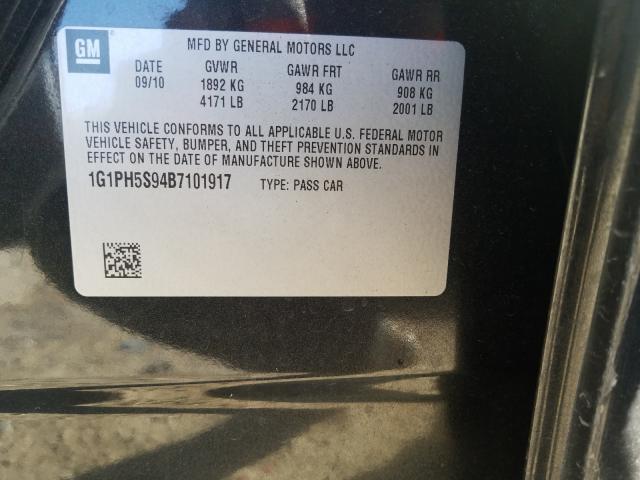 GM
MFD BY GENERAL MOTORS LLC
DATE GVWR GAWR FRT GAWR RR
09/10 1892 KG 984 KG 908 KG
4171 LB 2170 LB 2001 LB
THIS VEHICLE CONFORMS TO ALL APPLICABLE U.S. FEDERAL MOTOR
VEHICLE SAFETY, BUMPER, AND THEFT PREVENTION STANDARDS IN
EFFECT ON THE DATE OF MANUFACTURE SHOWN ABOVE.
1G1PH5S94B7101917 TYPE: PASS CAR